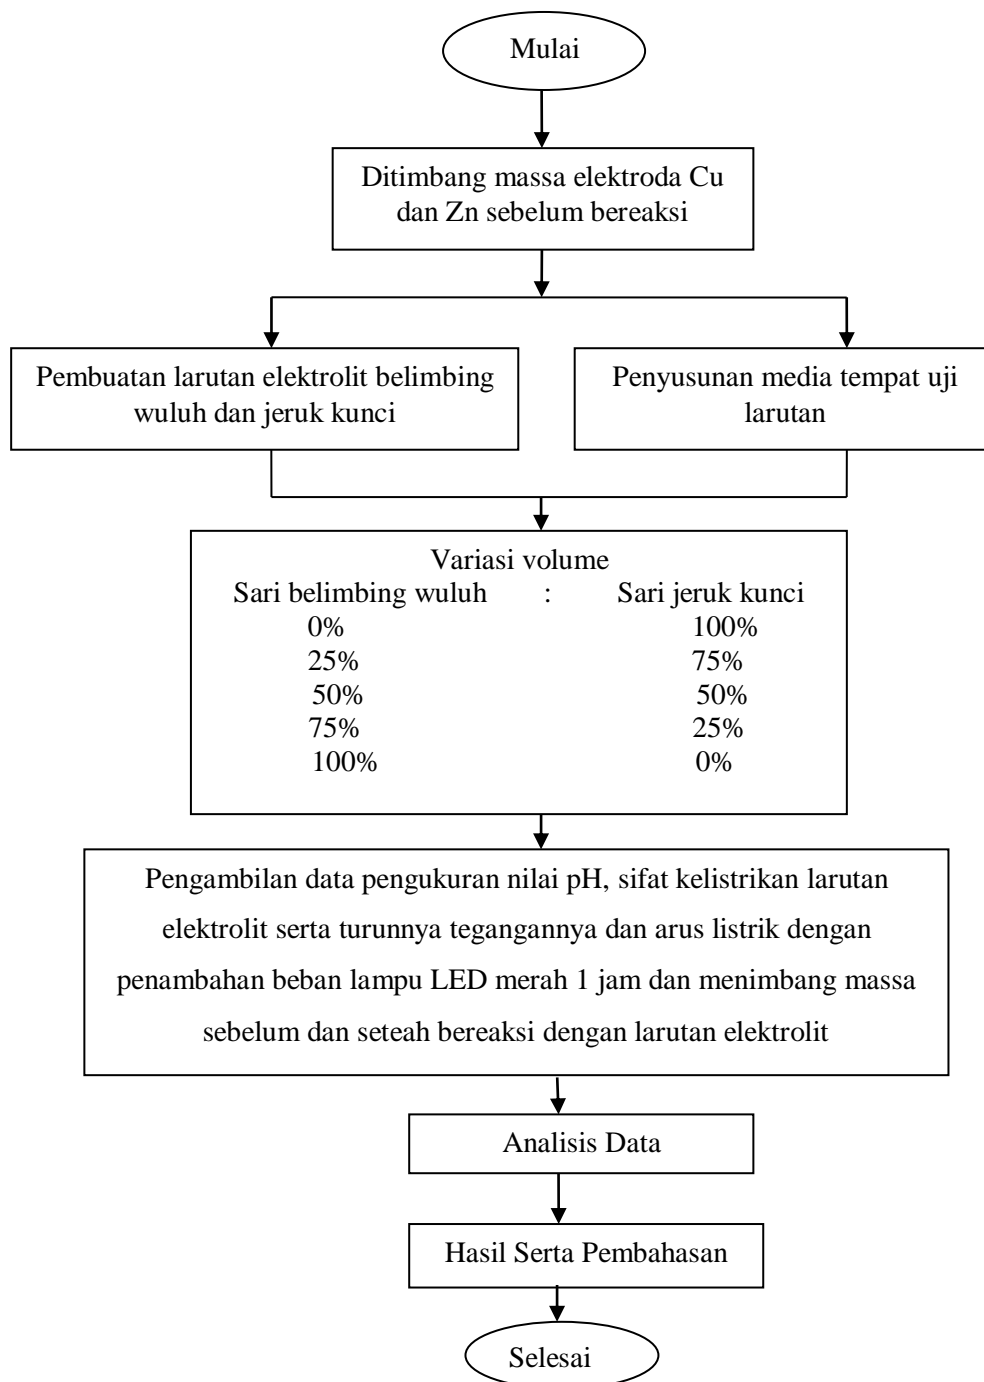 Mulai
Ditimbang massa elektroda Cu
dan Zn sebelum bereaksi
Pembuatan larutan elektrolit belimbing
wuluh dan jeruk kunci
Penyusunan media tempat uji
larutan
Variasi volume
Sari belimbing wuluh : Sari jeruk kunci
0% 100%
25% 75%
50% 50%
75% 25%
100% 0%
Pengambilan data pengukuran nilai pH, sifat kelistrikan larutan
elektrolit serta turunnya tegangannya dan arus listrik dengan
penambahan beban lampu LED merah 1 jam dan menimbang massa
sebelum dan seteah bereaksi dengan larutan elektrolit
Analisis Data
Hasil Serta Pembahasan
Selesai